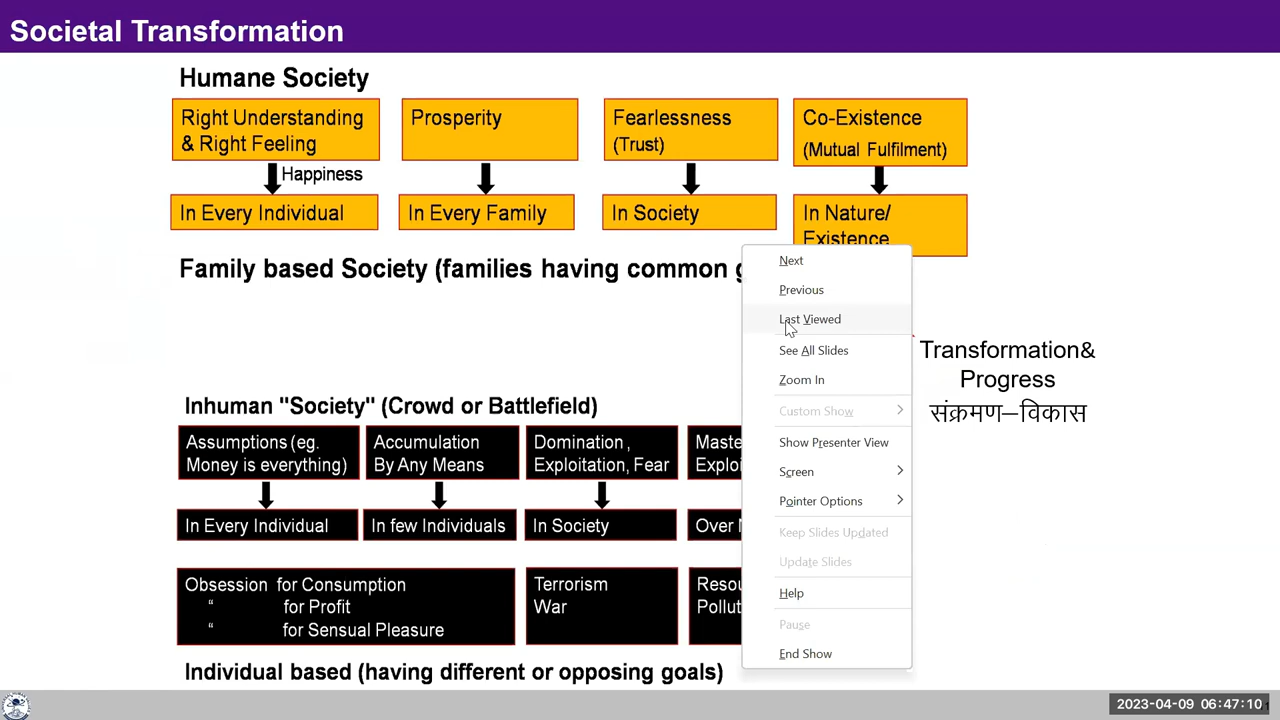 Societal Transformation
Humane Society
Right Understanding
& Right Feeling
Prosperity
Fearlessness
(Trust)
Co-Existence
(Mutual Fulfilment)
Happiness
In Every Individual
In Every Family
In Society
In Nature/
Existence
Family based Society (families having common
Next
Previous
Last Viewed
See All Slides
Zoom In
Custom Show
Show Presenter View
Screen
Pointer Options
Keep Slides Updated
Update Slides
Help
Pause
End Show
Transformation&
Progress
संक्रमण–विकास
Inhuman "Society" (Crowd or Battlefield)
Assumptions (eg.
Money is everything)
Accumulation
By Any Means
Domination ,
Exploitation, Fear
In Every Individual
In few Individuals
In Society
Over
Obsession for Consumption
“ for Profit
“ for Sensual Pleasure
Terrorism
War
Individual based (having different or opposing goals)
2023-04-09 06:47:10